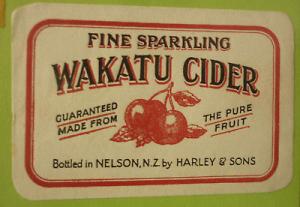 FINE SPARKLING
WAKATU CIDER
GUARANTEED
MADE FROM
THE PURE
FRUIT
Bottled in NELSON, N.Z. by HARLEY & SONS